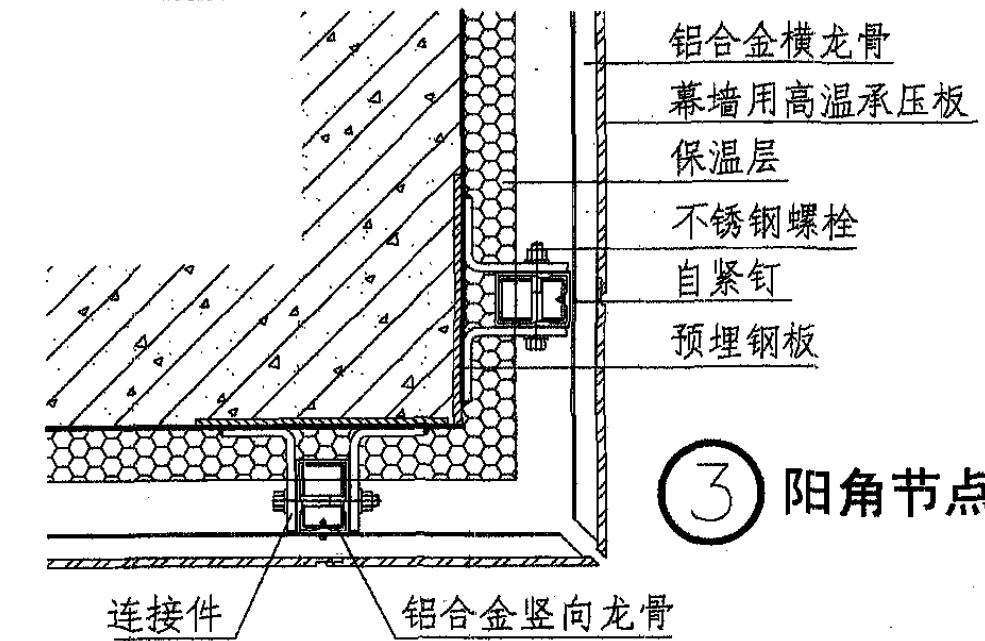 铝合金横龙骨
幕墙用高温承压板
保温层
不锈钢螺栓
自紧钉
预埋钢板
3 阳角节点
连接件
铝合金竖向龙骨